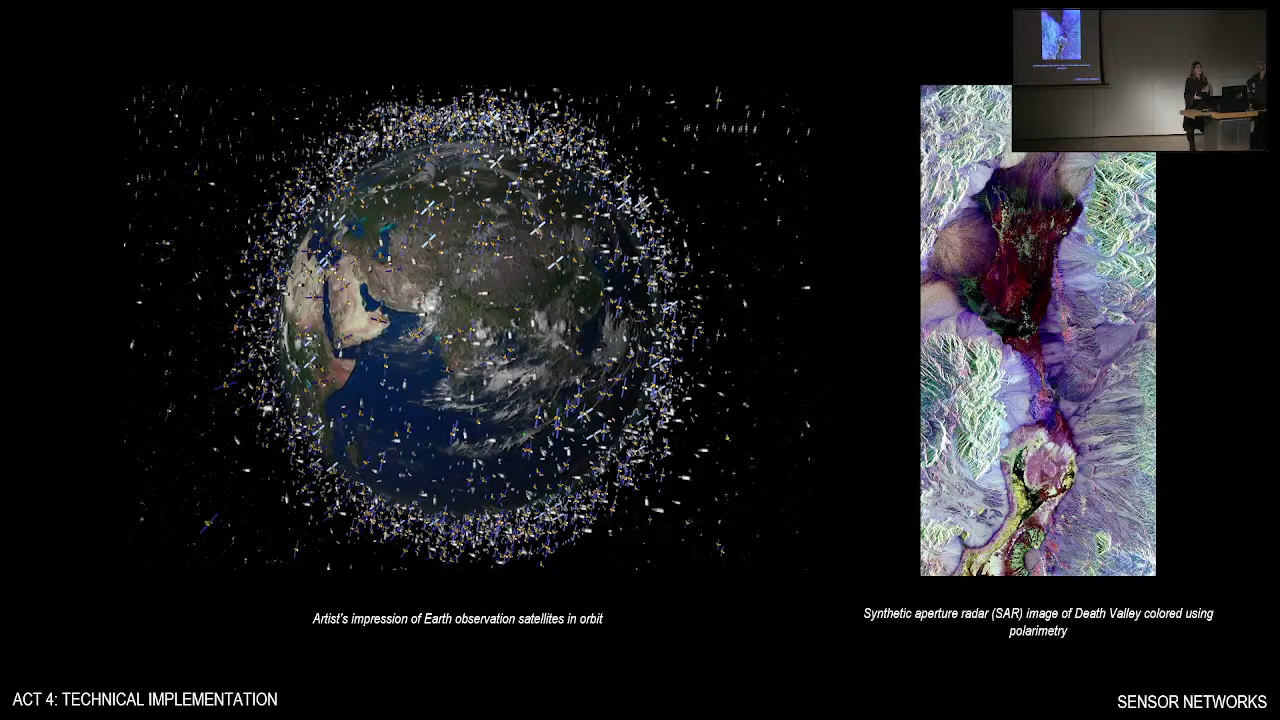 Artist's impression of Earth observation satellites in orbit
Synthetic aperture radar (SAR) image of Death Valley colored using
polarimetry
ACT 4: TECHNICAL IMPLEMENTATION
SENSOR NETWORKS